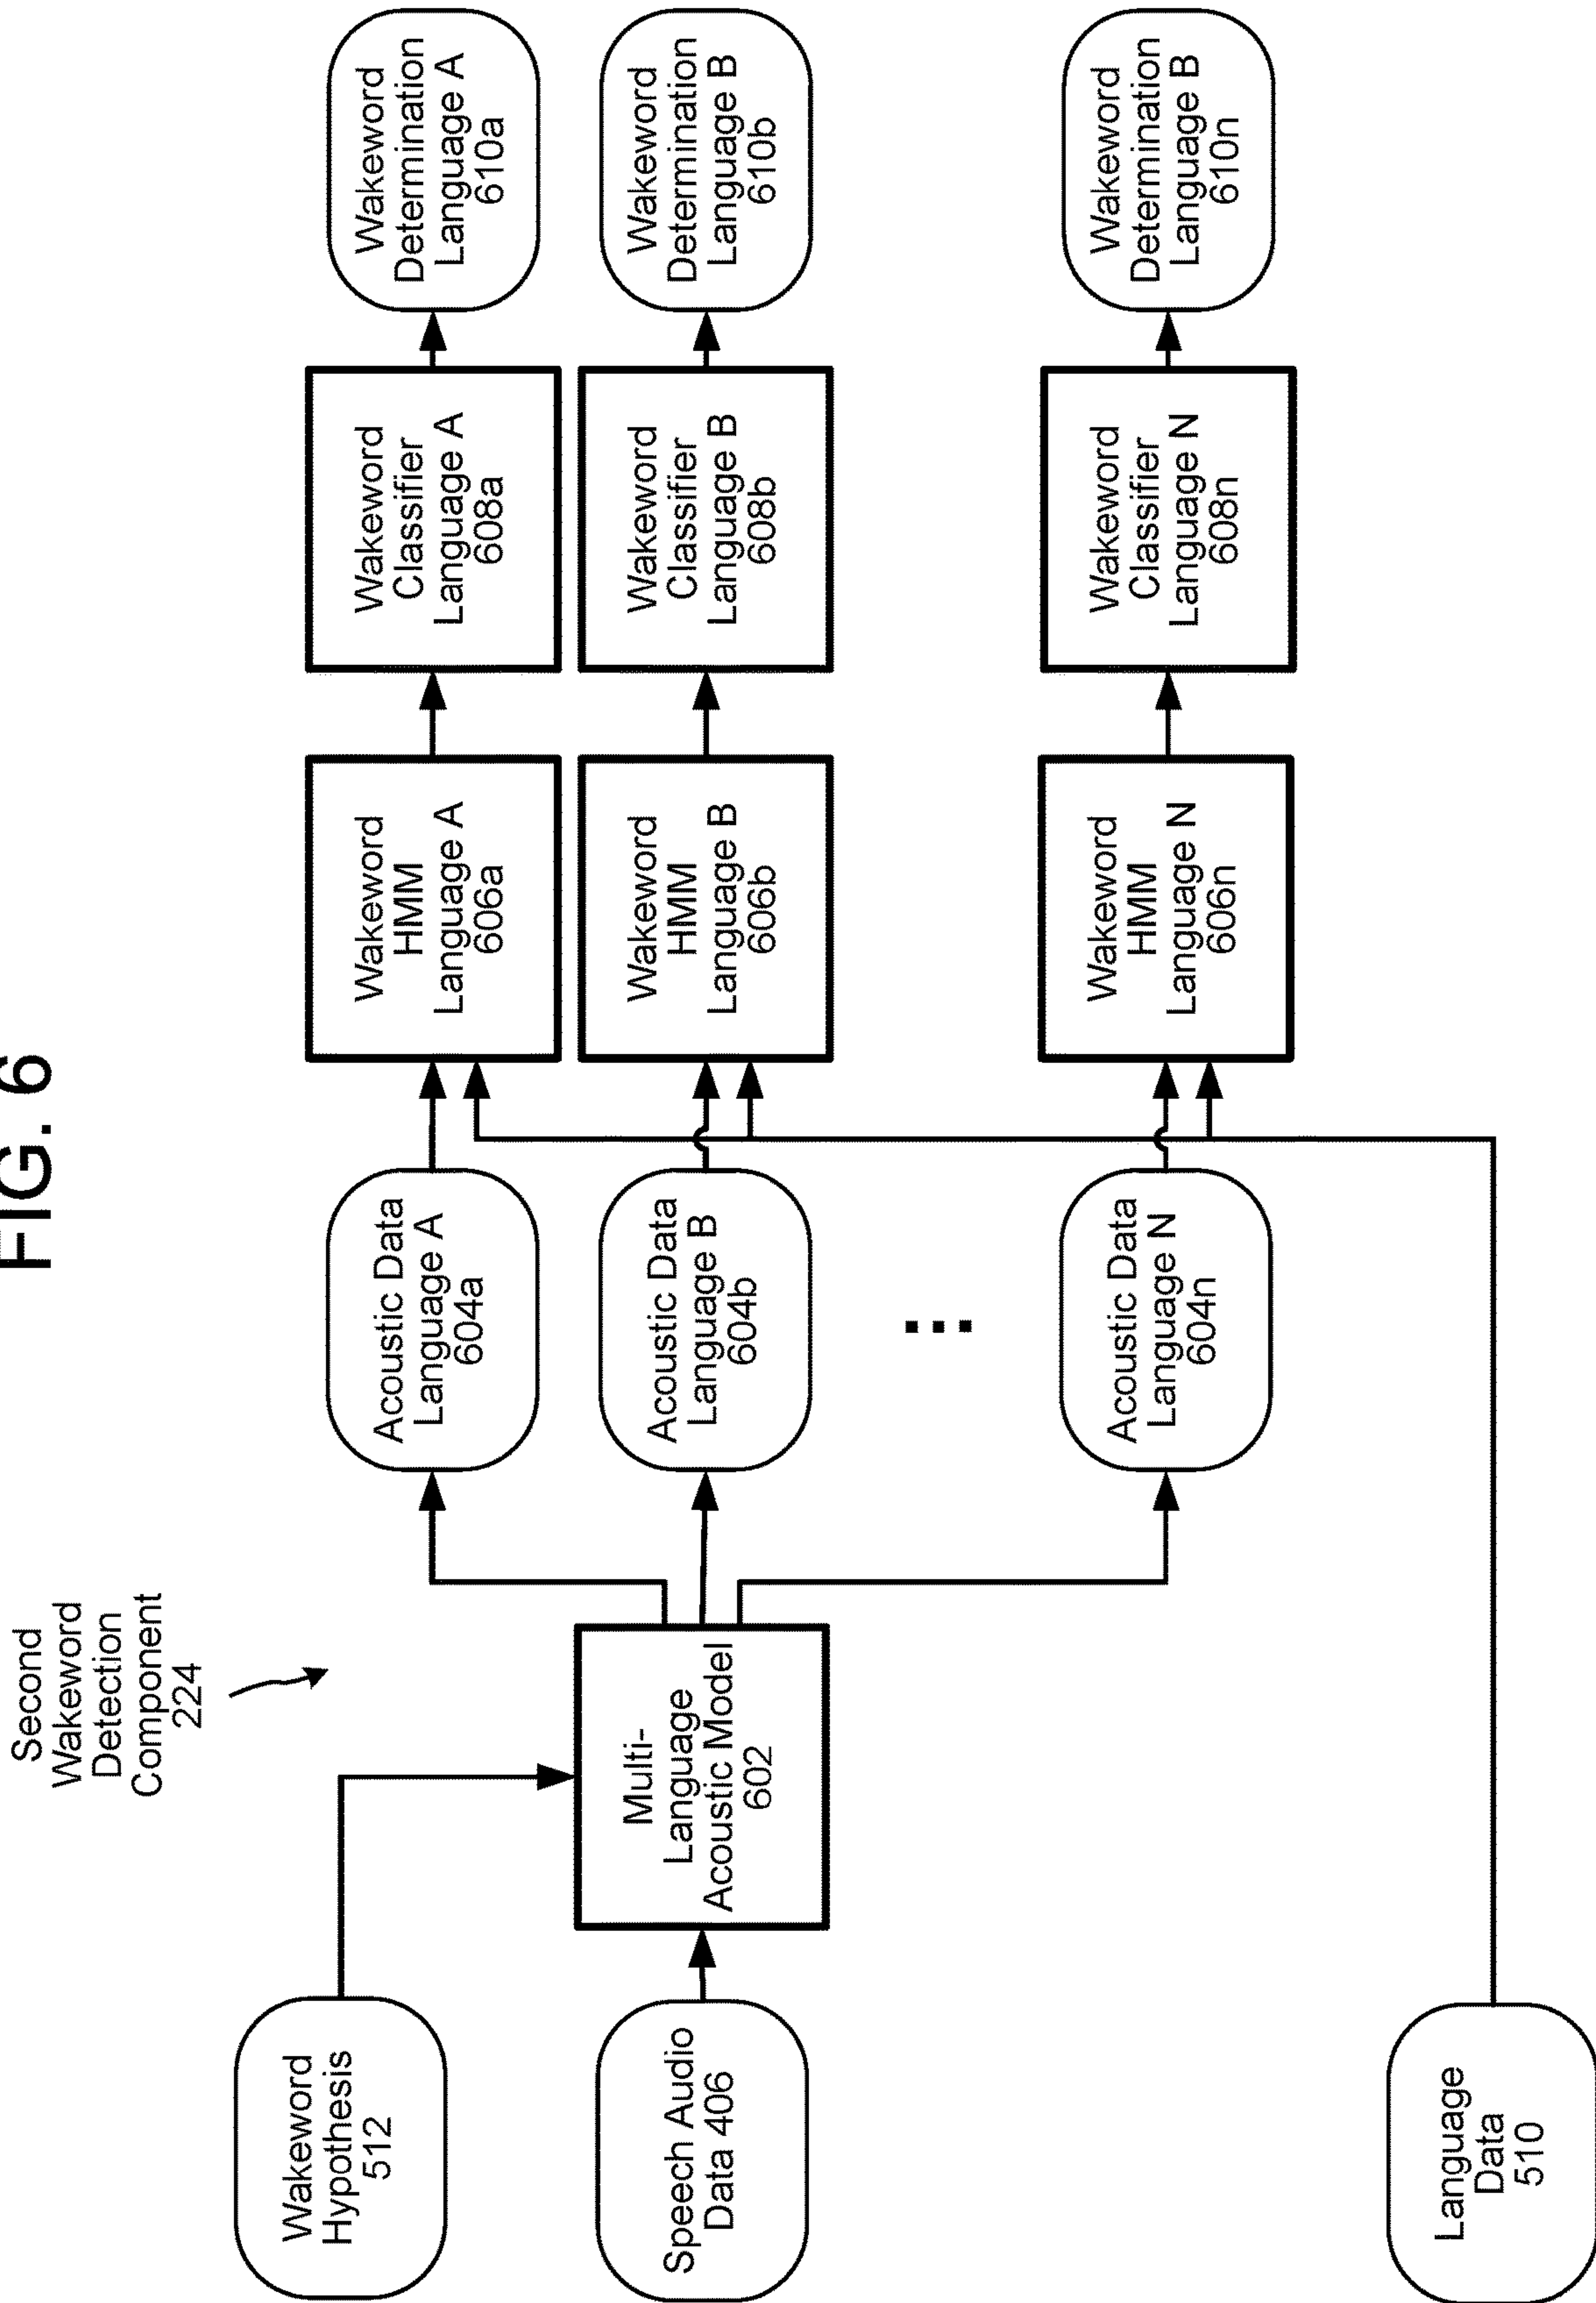 FIG. 6
Second
Wakeword
Detection
Component
224
Wakeword
Hypothesis
512
Speech Audio
Data 406
Language
Data
510
Multi-
Language
Acoustic Model
602
Acoustic Data
Language A
604a
Acoustic Data
Language B
604b
Acoustic Data
Language N
604n
Wakeword
HMM
Language A
606a
Wakeword
HMM
Language B
606b
Wakeword
HMM
Language N
606n
Wakeword
Classifier
Language A
608a
Wakeword
Classifier
Language B
608b
Wakeword
Classifier
Language N
608n
Wakeword
Determination
Language A
610a
Wakeword
Determination
Language B
610b
Wakeword
Determination
Language B
610n